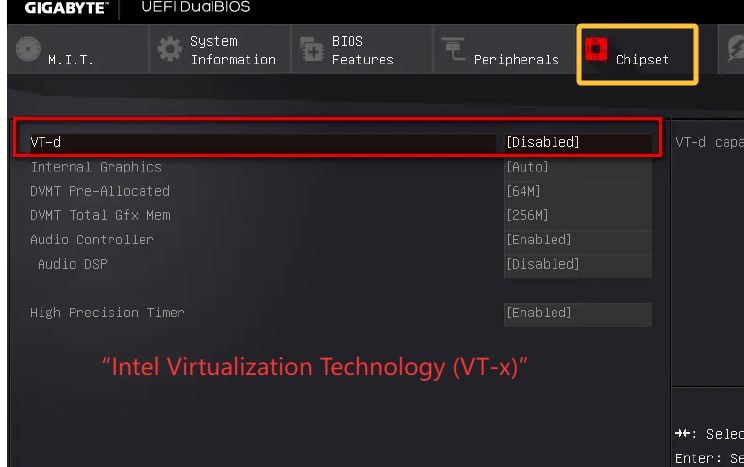 GIGABYTE™ UEFI DualBIOS
M.I.T.
System
Information
BIOS
Features
Peripherals
Chipset
VT-d [Disabled] VT-d capa
Internal Graphics [Auto]
DVMT Pre-Allocated [64M]
DVMT Total Gfx Mem [256M]
Audio Controller [Enabled]
Audio DSP [Disabled]
High Precision Timer [Enabled]
“Intel Virtualization Technology (VT-x)”
→←: Selec
Enter: Se